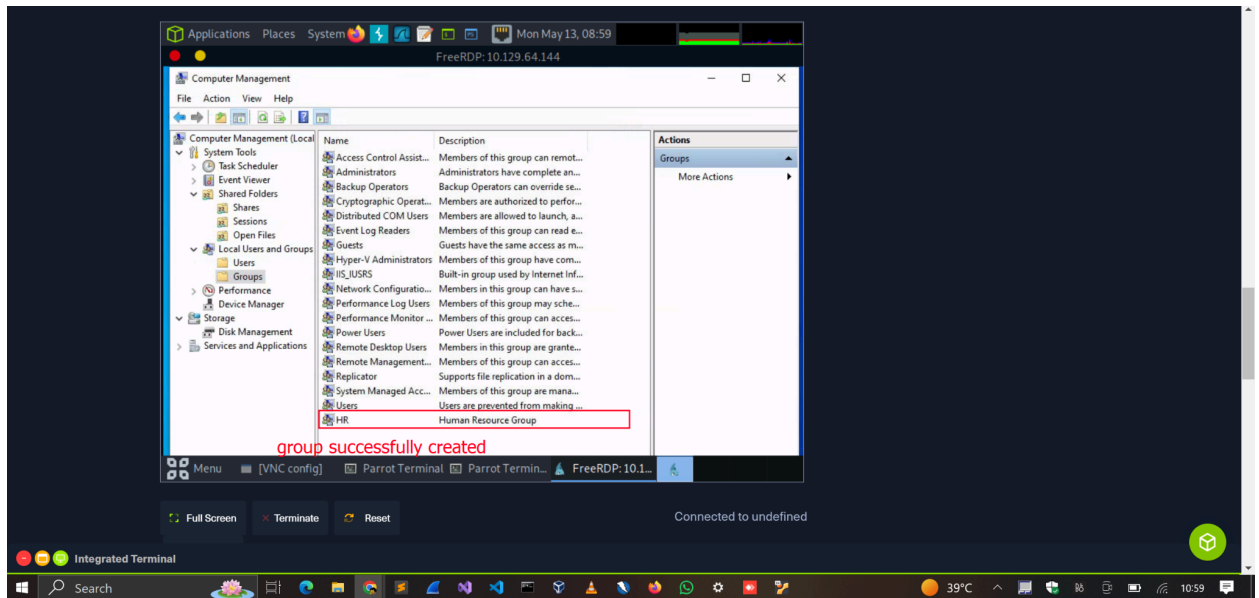 Applications Places System Mon May 13, 08:59
FreeRDP: 10.129.64.144
Computer Management
File Action View Help
Computer Management (Local
System Tools
Task Scheduler
Event Viewer
Shared Folders
Shares
Sessions
Open Files
Local Users and Groups
Users
Groups
Performance
Device Manager
Storage
Disk Management
Services and Applications
Name Description
Access Control Assist... Members of this group can remot...
Administrators Administrators have complete an...
Backup Operators Backup Operators can override se...
Cryptographic Operat... Members are authorized to perfor...
Distributed COM Users Members are allowed to launch, a...
Event Log Readers Members of this group can read e...
Guests Guests have the same access as m...
Hyper-V Administrators Members of this group have com...
IIS_IUSRS Built-in group used by Internet Inf...
Network Configuratio... Members in this group can have s...
Performance Log Users Members of this group may sche...
Performance Monitor ... Members of this group can acces...
Power Users Power Users are included for back...
Remote Desktop Users Members in this group are grante...
Remote Management... Members of this group can acces...
Replicator Supports file replication in a dom...
System Managed Acc... Members of this group are mana...
Users Users are prevented from making ...
HR Human Resource Group
Actions
Groups
More Actions
group successfully created
Menu [VNC config] Parrot Terminal Parrot Termin... FreeRDP: 10.1...
Full Screen Terminate Reset Connected to undefined
Integrated Terminal
Search 39°C 10:59